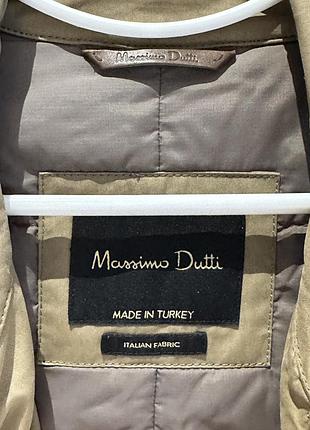 Massimo Dutti
Massimo Dutti
MADE IN TURKEY
ITALIAN FABRIC